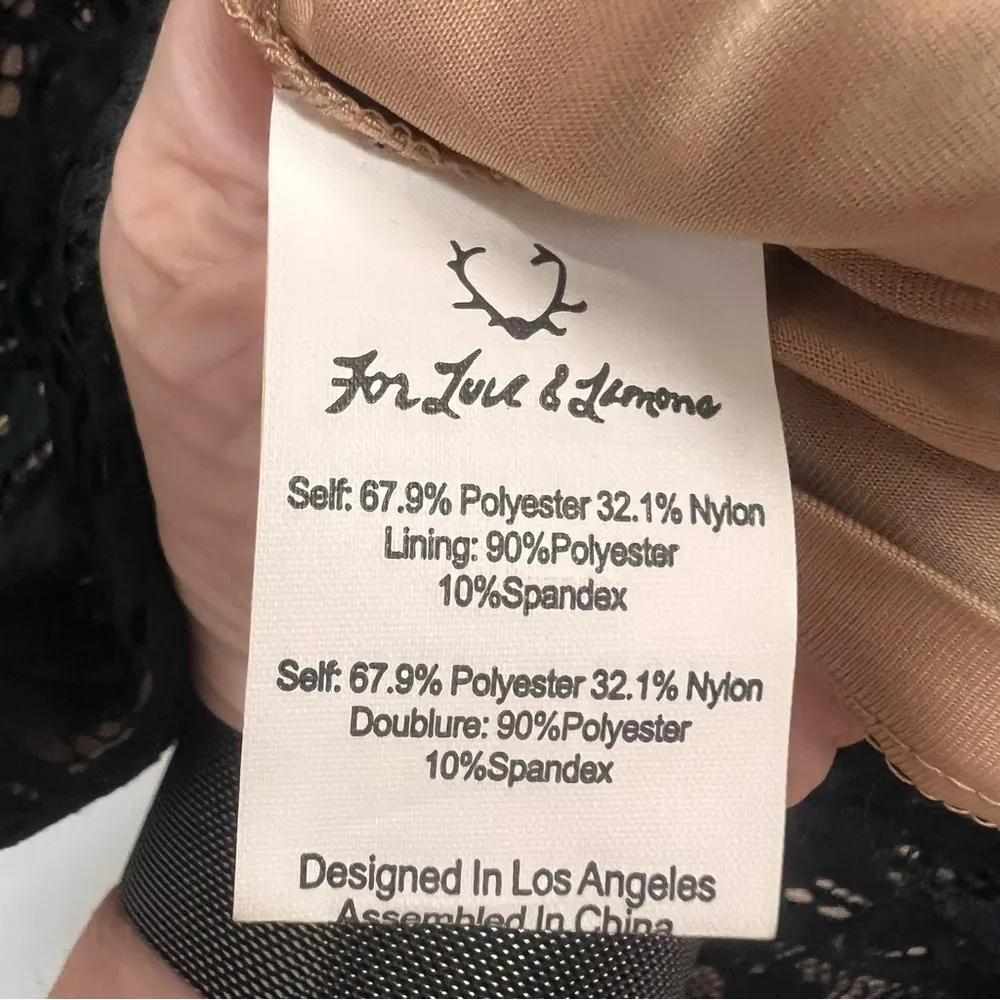 For Love & Lemons
Self: 67.9% Polyester 32.1% Nylon
Lining: 90%Polyester
10%Spandex
Self: 67.9% Polyester 32.1% Nylon
Doublure: 90%Polyester
10%Spandex
Designed In Los Angeles
Assembled In China